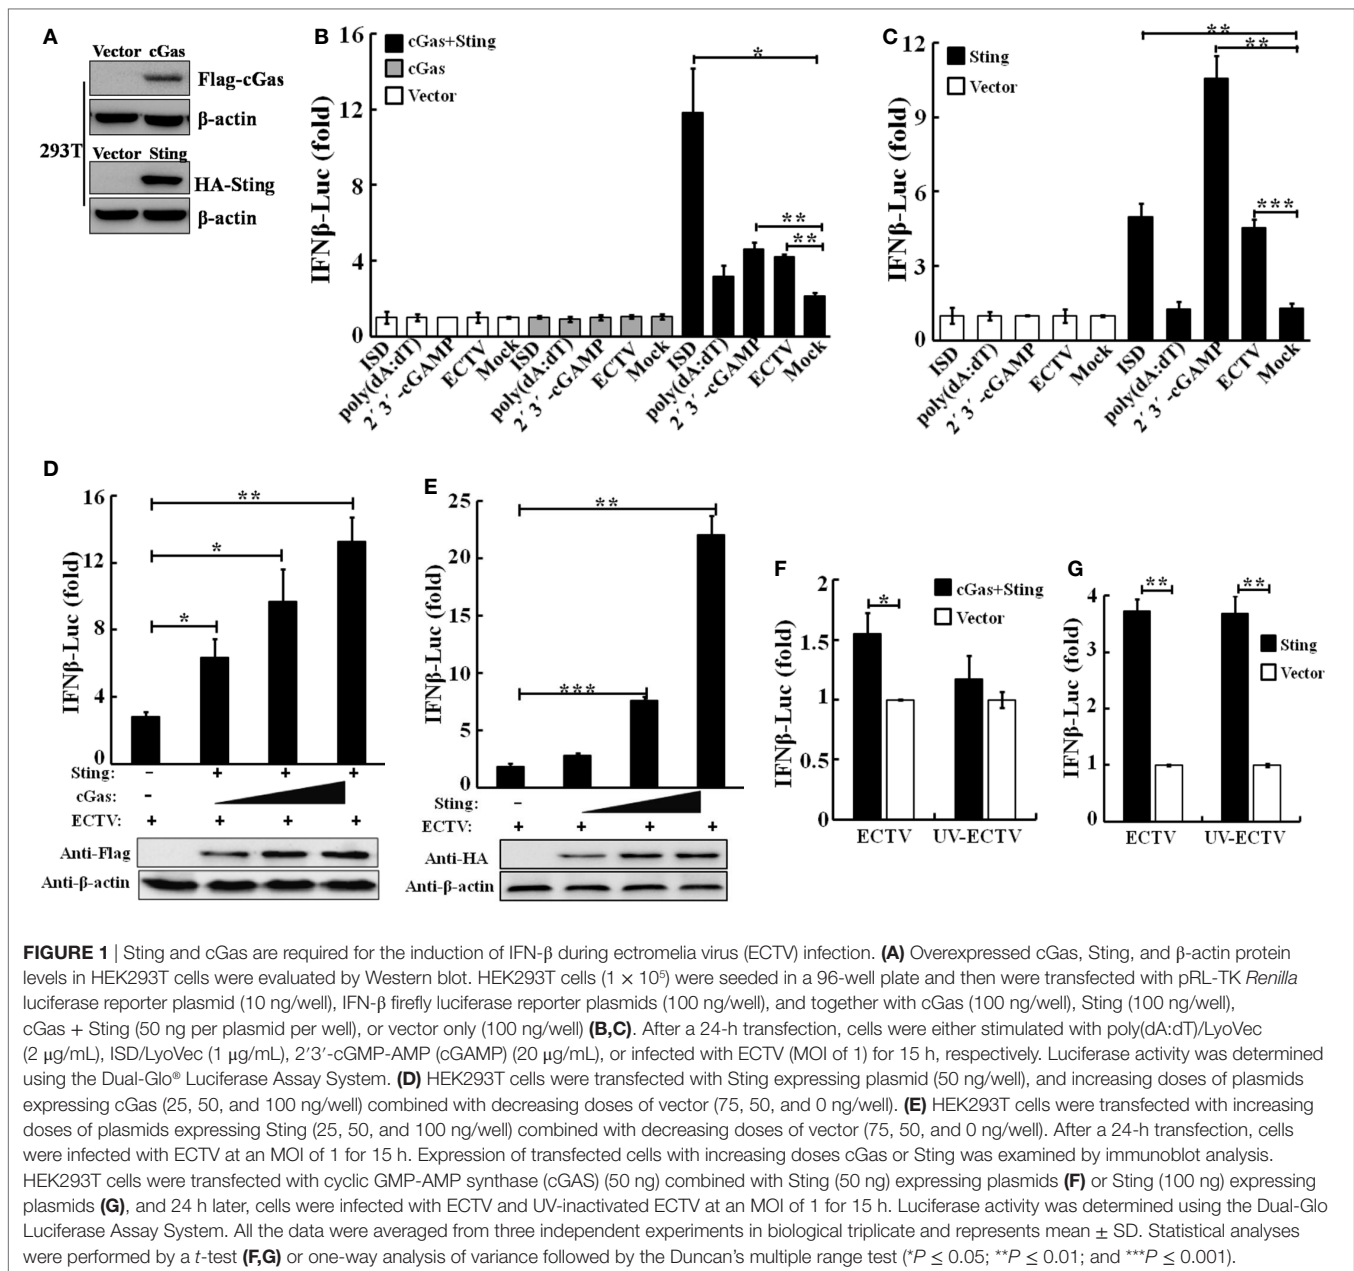 A
Vector cGas
Flag-cGas
β-actin
293T
Vector Sting
HA-Sting
β-actin
B
IFNβ-Luc (fold)
16
12
8
4
0
cGas+Sting
cGas
Vector
*
**
**
ISD poly(dA:dT) 2′3′-cGAMP ECTV Mock ISD poly(dA:dT) 2′3′-cGAMP ECTV Mock ISD poly(dA:dT) 2′3′-cGAMP ECTV Mock
C
IFNβ-Luc (fold)
12
9
6
3
0
Sting
Vector
**
**
***
ISD poly(dA:dT) 2′3′-cGAMP ECTV Mock ISD poly(dA:dT) 2′3′-cGAMP ECTV Mock
D
IFNβ-Luc (fold)
16
12
8
4
0
**
*
*
Sting: – + + +
cGas: –
ECTV: + + + +
Anti-Flag
Anti-β-actin
E
IFNβ-Luc (fold)
25
20
15
10
5
0
**
***
Sting: –
ECTV: + + + +
Anti-HA
Anti-β-actin
F
IFNβ-Luc (fold)
2
1.5
1
0.5
0
cGas+Sting
Vector
*
ECTV UV-ECTV
G
IFNβ-Luc (fold)
4
3
2
1
0
** **
Sting
Vector
ECTV UV-ECTV
FIGURE 1 | Sting and cGas are required for the induction of IFN-β during ectromelia virus (ECTV) infection. (A) Overexpressed cGas, Sting, and β-actin protein
levels in HEK293T cells were evaluated by Western blot. HEK293T cells (1 × 10⁵) were seeded in a 96-well plate and then were transfected with pRL-TK Renilla
luciferase reporter plasmid (10 ng/well), IFN-β firefly luciferase reporter plasmids (100 ng/well), and together with cGas (100 ng/well), Sting (100 ng/well),
cGas + Sting (50 ng per plasmid per well), or vector only (100 ng/well) (B,C). After a 24-h transfection, cells were either stimulated with poly(dA:dT)/LyoVec
(2 μg/mL), ISD/LyoVec (1 μg/mL), 2′3′-cGMP-AMP (cGAMP) (20 μg/mL), or infected with ECTV (MOI of 1) for 15 h, respectively. Luciferase activity was determined
using the Dual-Glo® Luciferase Assay System. (D) HEK293T cells were transfected with Sting expressing plasmid (50 ng/well), and increasing doses of plasmids
expressing cGas (25, 50, and 100 ng/well) combined with decreasing doses of vector (75, 50, and 0 ng/well). (E) HEK293T cells were transfected with increasing
doses of plasmids expressing Sting (25, 50, and 100 ng/well) combined with decreasing doses of vector (75, 50, and 0 ng/well). After a 24-h transfection, cells
were infected with ECTV at an MOI of 1 for 15 h. Expression of transfected cells with increasing doses cGas or Sting was examined by immunoblot analysis.
HEK293T cells were transfected with cyclic GMP-AMP synthase (cGAS) (50 ng) combined with Sting (50 ng) expressing plasmids (F) or Sting (100 ng) expressing
plasmids (G), and 24 h later, cells were infected with ECTV and UV-inactivated ECTV at an MOI of 1 for 15 h. Luciferase activity was determined using the Dual-Glo
Luciferase Assay System. All the data were averaged from three independent experiments in biological triplicate and represents mean ± SD. Statistical analyses
were performed by a t-test (F,G) or one-way analysis of variance followed by the Duncan's multiple range test (*P ≤ 0.05; **P ≤ 0.01; and ***P ≤ 0.001).